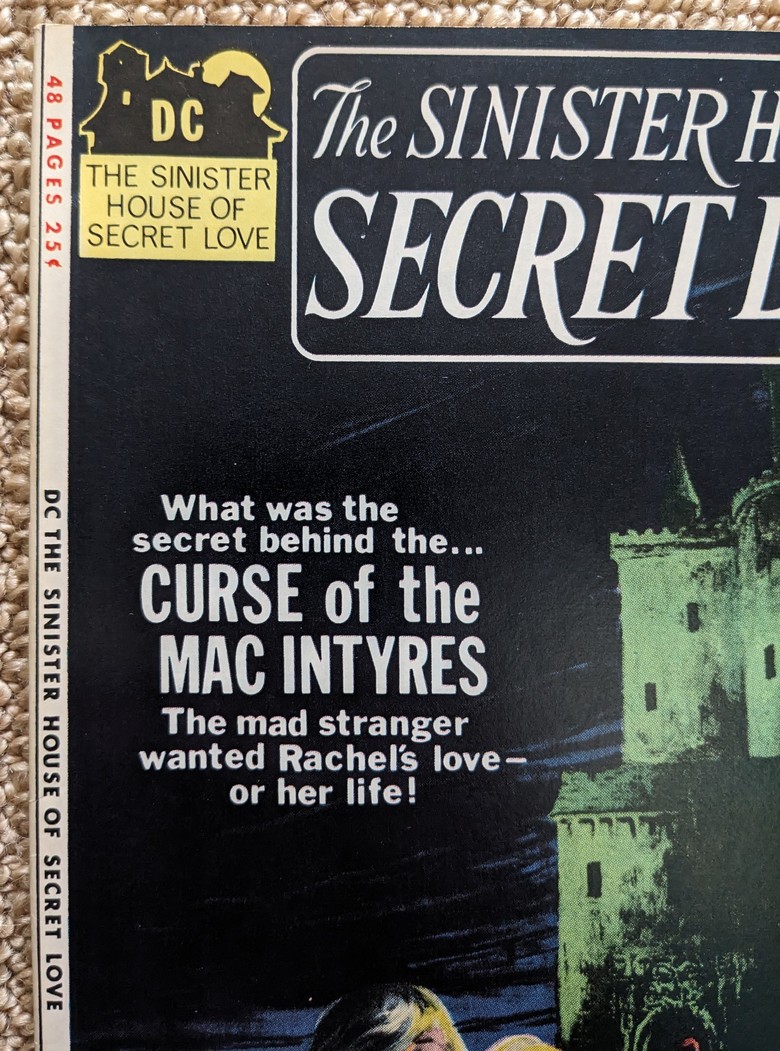 48 PAGES 25¢
DC THE SINISTER HOUSE OF SECRET LOVE
DC
THE SINISTER
HOUSE OF
SECRET LOVE
The SINISTER H
SECRET L
What was the
secret behind the...
CURSE of the
MAC INTYRES
The mad stranger
wanted Rachel's love–
or her life!